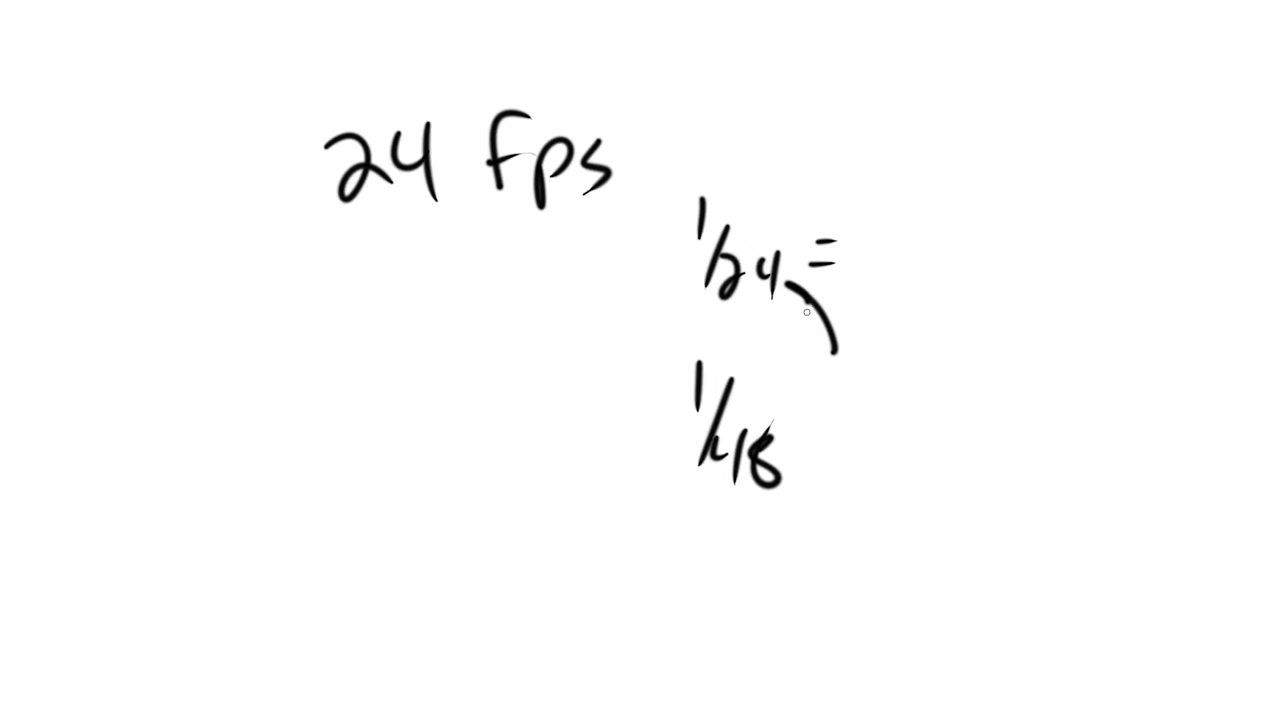 24 fps
1/24 =
1/48